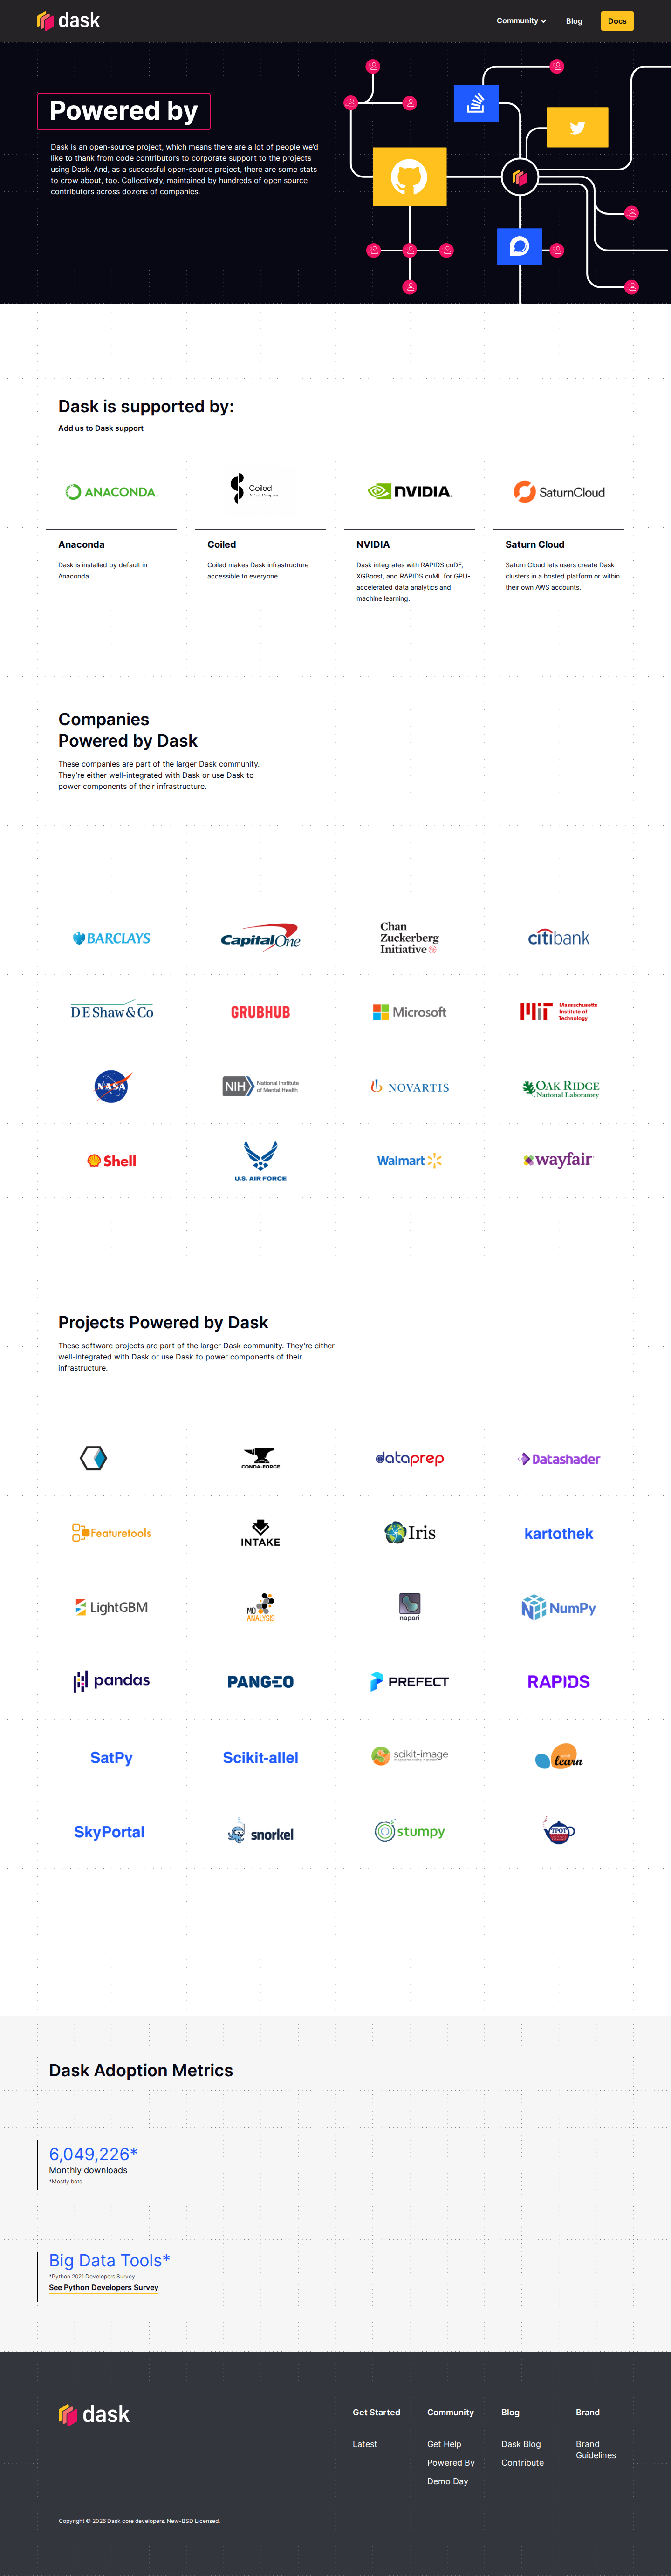 dask
Community
Blog
Docs
Powered by
Dask is an open-source project, which means there are a lot of people we'd
like to thank from code contributors to corporate support to the projects
using Dask. And, as a successful open-source project, there are some stats
to crow about, too. Collectively, maintained by hundreds of open source
contributors across dozens of companies.
Dask is supported by:
Add us to Dask support
ANACONDA.
Coiled
A Dask Company
NVIDIA.
SaturnCloud
Anaconda
Dask is installed by default in
Anaconda
Coiled
Coiled makes Dask infrastructure
accessible to everyone
NVIDIA
Dask integrates with RAPIDS cuDF,
XGBoost, and RAPIDS cuML for GPU-
accelerated data analytics and
machine learning.
Saturn Cloud
Saturn Cloud lets users create Dask
clusters in a hosted platform or within
their own AWS accounts.
Companies
Powered by Dask
These companies are part of the larger Dask community.
They're either well-integrated with Dask or use Dask to
power components of their infrastructure.
BARCLAYS
Capital One
Chan
Zuckerberg
Initiative
citibank
DE Shaw & Co
GRUBHUB
Microsoft
Massachusetts
Institute of
Technology
NASA
NIH
National Institute
of Mental Health
NOVARTIS
OAK RIDGE
National Laboratory
Shell
U.S. AIR FORCE
Walmart
wayfair
Projects Powered by Dask
These software projects are part of the larger Dask community. They're either
well-integrated with Dask or use Dask to power components of their
infrastructure.
CONDA-FORGE
dataprep
Datashader
Featuretools
INTAKE
Iris
kartothek
LightGBM
MD
ANALYSIS
napari
NumPy
pandas
PANGEO
PREFECT
RAPIDS
SatPy
Scikit-allel
scikit-image
learn
SkyPortal
snorkel
stumpy
TPOT
Dask Adoption Metrics
6,049,226*
Monthly downloads
*Mostly bots
Big Data Tools*
*Python 2021 Developers Survey
See Python Developers Survey
dask
Get Started
Latest
Community
Get Help
Powered By
Demo Day
Blog
Dask Blog
Contribute
Brand
Brand
Guidelines
Copyright © 2026 Dask core developers. New-BSD Licensed.